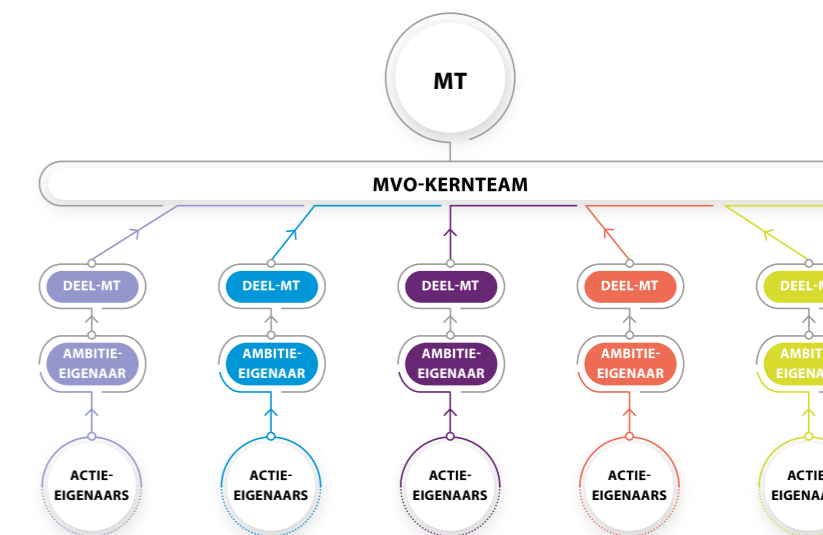 MT
MVO-KERNTEAM
DEEL-MT
DEEL-MT
DEEL-MT
DEEL-MT
AMBITIE-
EIGENAAR
AMBITIE-
EIGENAAR
AMBITIE-
EIGENAAR
AMBITIE-
EIGENAAR
ACTIE-
EIGENAARS
ACTIE-
EIGENAARS
ACTIE-
EIGENAARS
ACTIE-
EIGENAARS